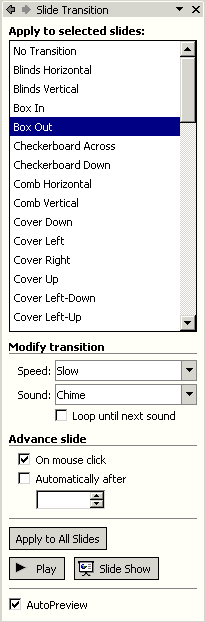 Slide Transition
Apply to selected slides:
No Transition
Blinds Horizontal
Blinds Vertical
Box In
Box Out
Checkerboard Across
Checkerboard Down
Comb Horizontal
Comb Vertical
Cover Down
Cover Left
Cover Right
Cover Up
Cover Left-Down
Cover Left-Up
Modify transition
Speed: Slow
Sound: Chime
Loop until next sound
Advance slide
On mouse click
Automatically after
Apply to All Slides
Play Slide Show
AutoPreview